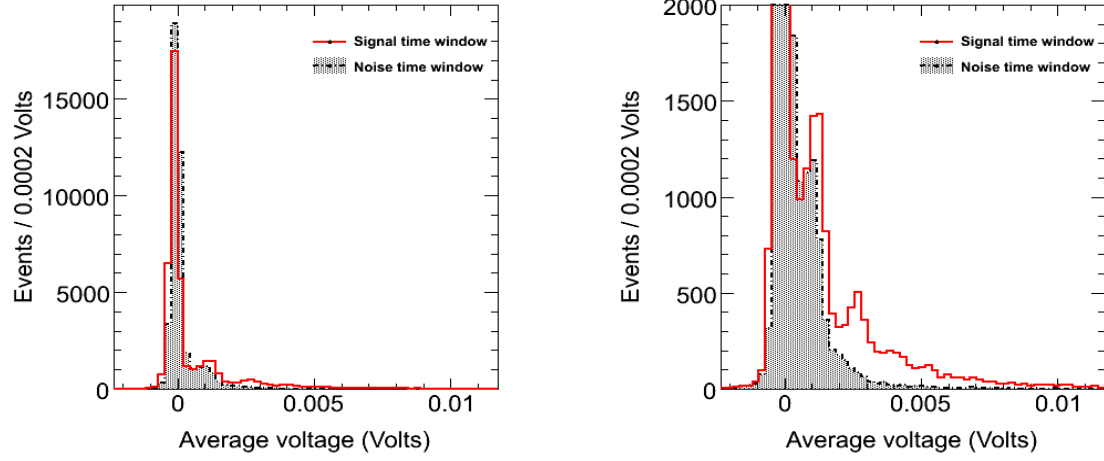 Signal time window
Noise time window
15000
10000
5000
0
Events / 0.0002 Volts
0
0.005
0.01
Average voltage (Volts)
2000
Signal time window
Noise time window
1500
1000
500
0
Events / 0.0002 Volts
0
0.005
0.01
Average voltage (Volts)